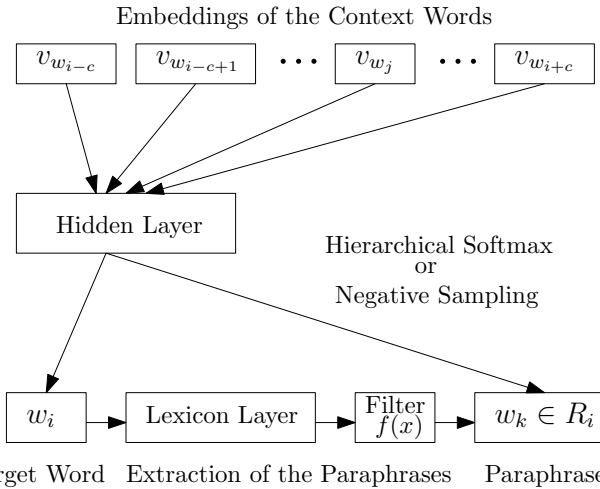 Embeddings of the Context Words
v_{w_{i-c}} v_{w_{i-c+1}} ... v_{w_j} ... v_{w_{i+c}}
Hidden Layer
Hierarchical Softmax
or
Negative Sampling
w_i Lexicon Layer Filter f(x) w_k ∈ R_i
rget Word Extraction of the Paraphrases Paraphrase